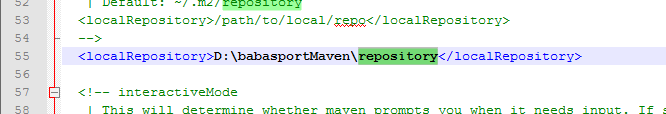 52 | Default: ~/.m2/repository
53 <localRepository>/path/to/local/repo</localRepository>
54 -->
55 <localRepository>D:\babasportMaven\repository</localRepository>
56
57 <!-- interactiveMode
58 | This will determine whether maven prompts you when it needs input. If s